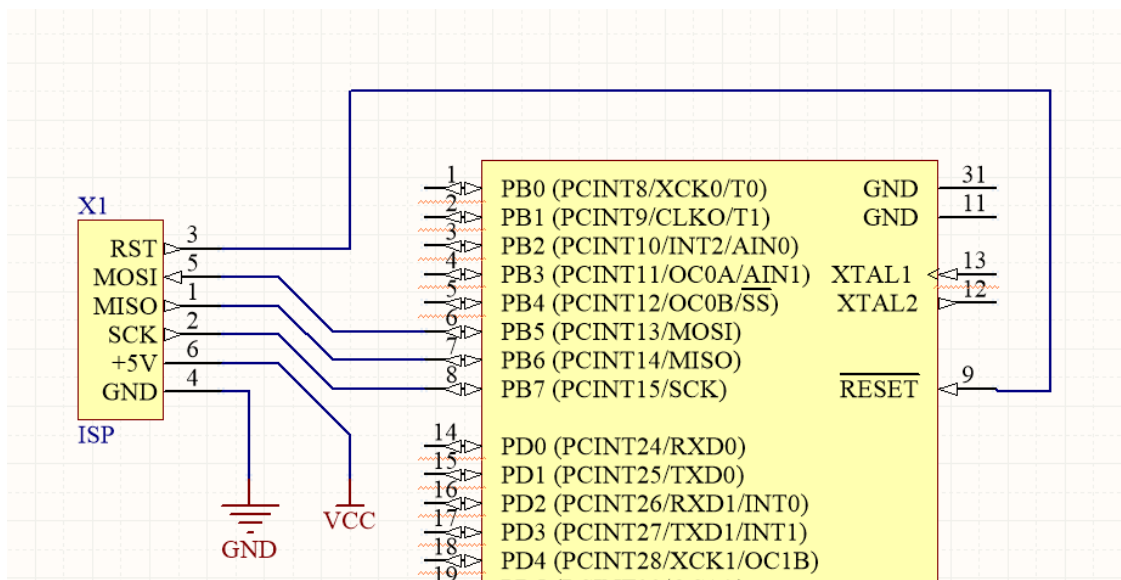 X1
RST 3
MOSI 5
MISO 1
SCK 2
+5V 6
GND 4
ISP
GND
VCC
1 PB0 (PCINT8/XCK0/T0)
2 PB1 (PCINT9/CLKO/T1)
3 PB2 (PCINT10/INT2/AIN0)
4 PB3 (PCINT11/OC0A/AIN1)
5 PB4 (PCINT12/OC0B/SS)
6 PB5 (PCINT13/MOSI)
7 PB6 (PCINT14/MISO)
8 PB7 (PCINT15/SCK)
14 PD0 (PCINT24/RXD0)
15 PD1 (PCINT25/TXD0)
16 PD2 (PCINT26/RXD1/INT0)
17 PD3 (PCINT27/TXD1/INT1)
18 PD4 (PCINT28/XCK1/OC1B)
19
GND 31
GND 11
XTAL1 13
XTAL2 12
RESET 9